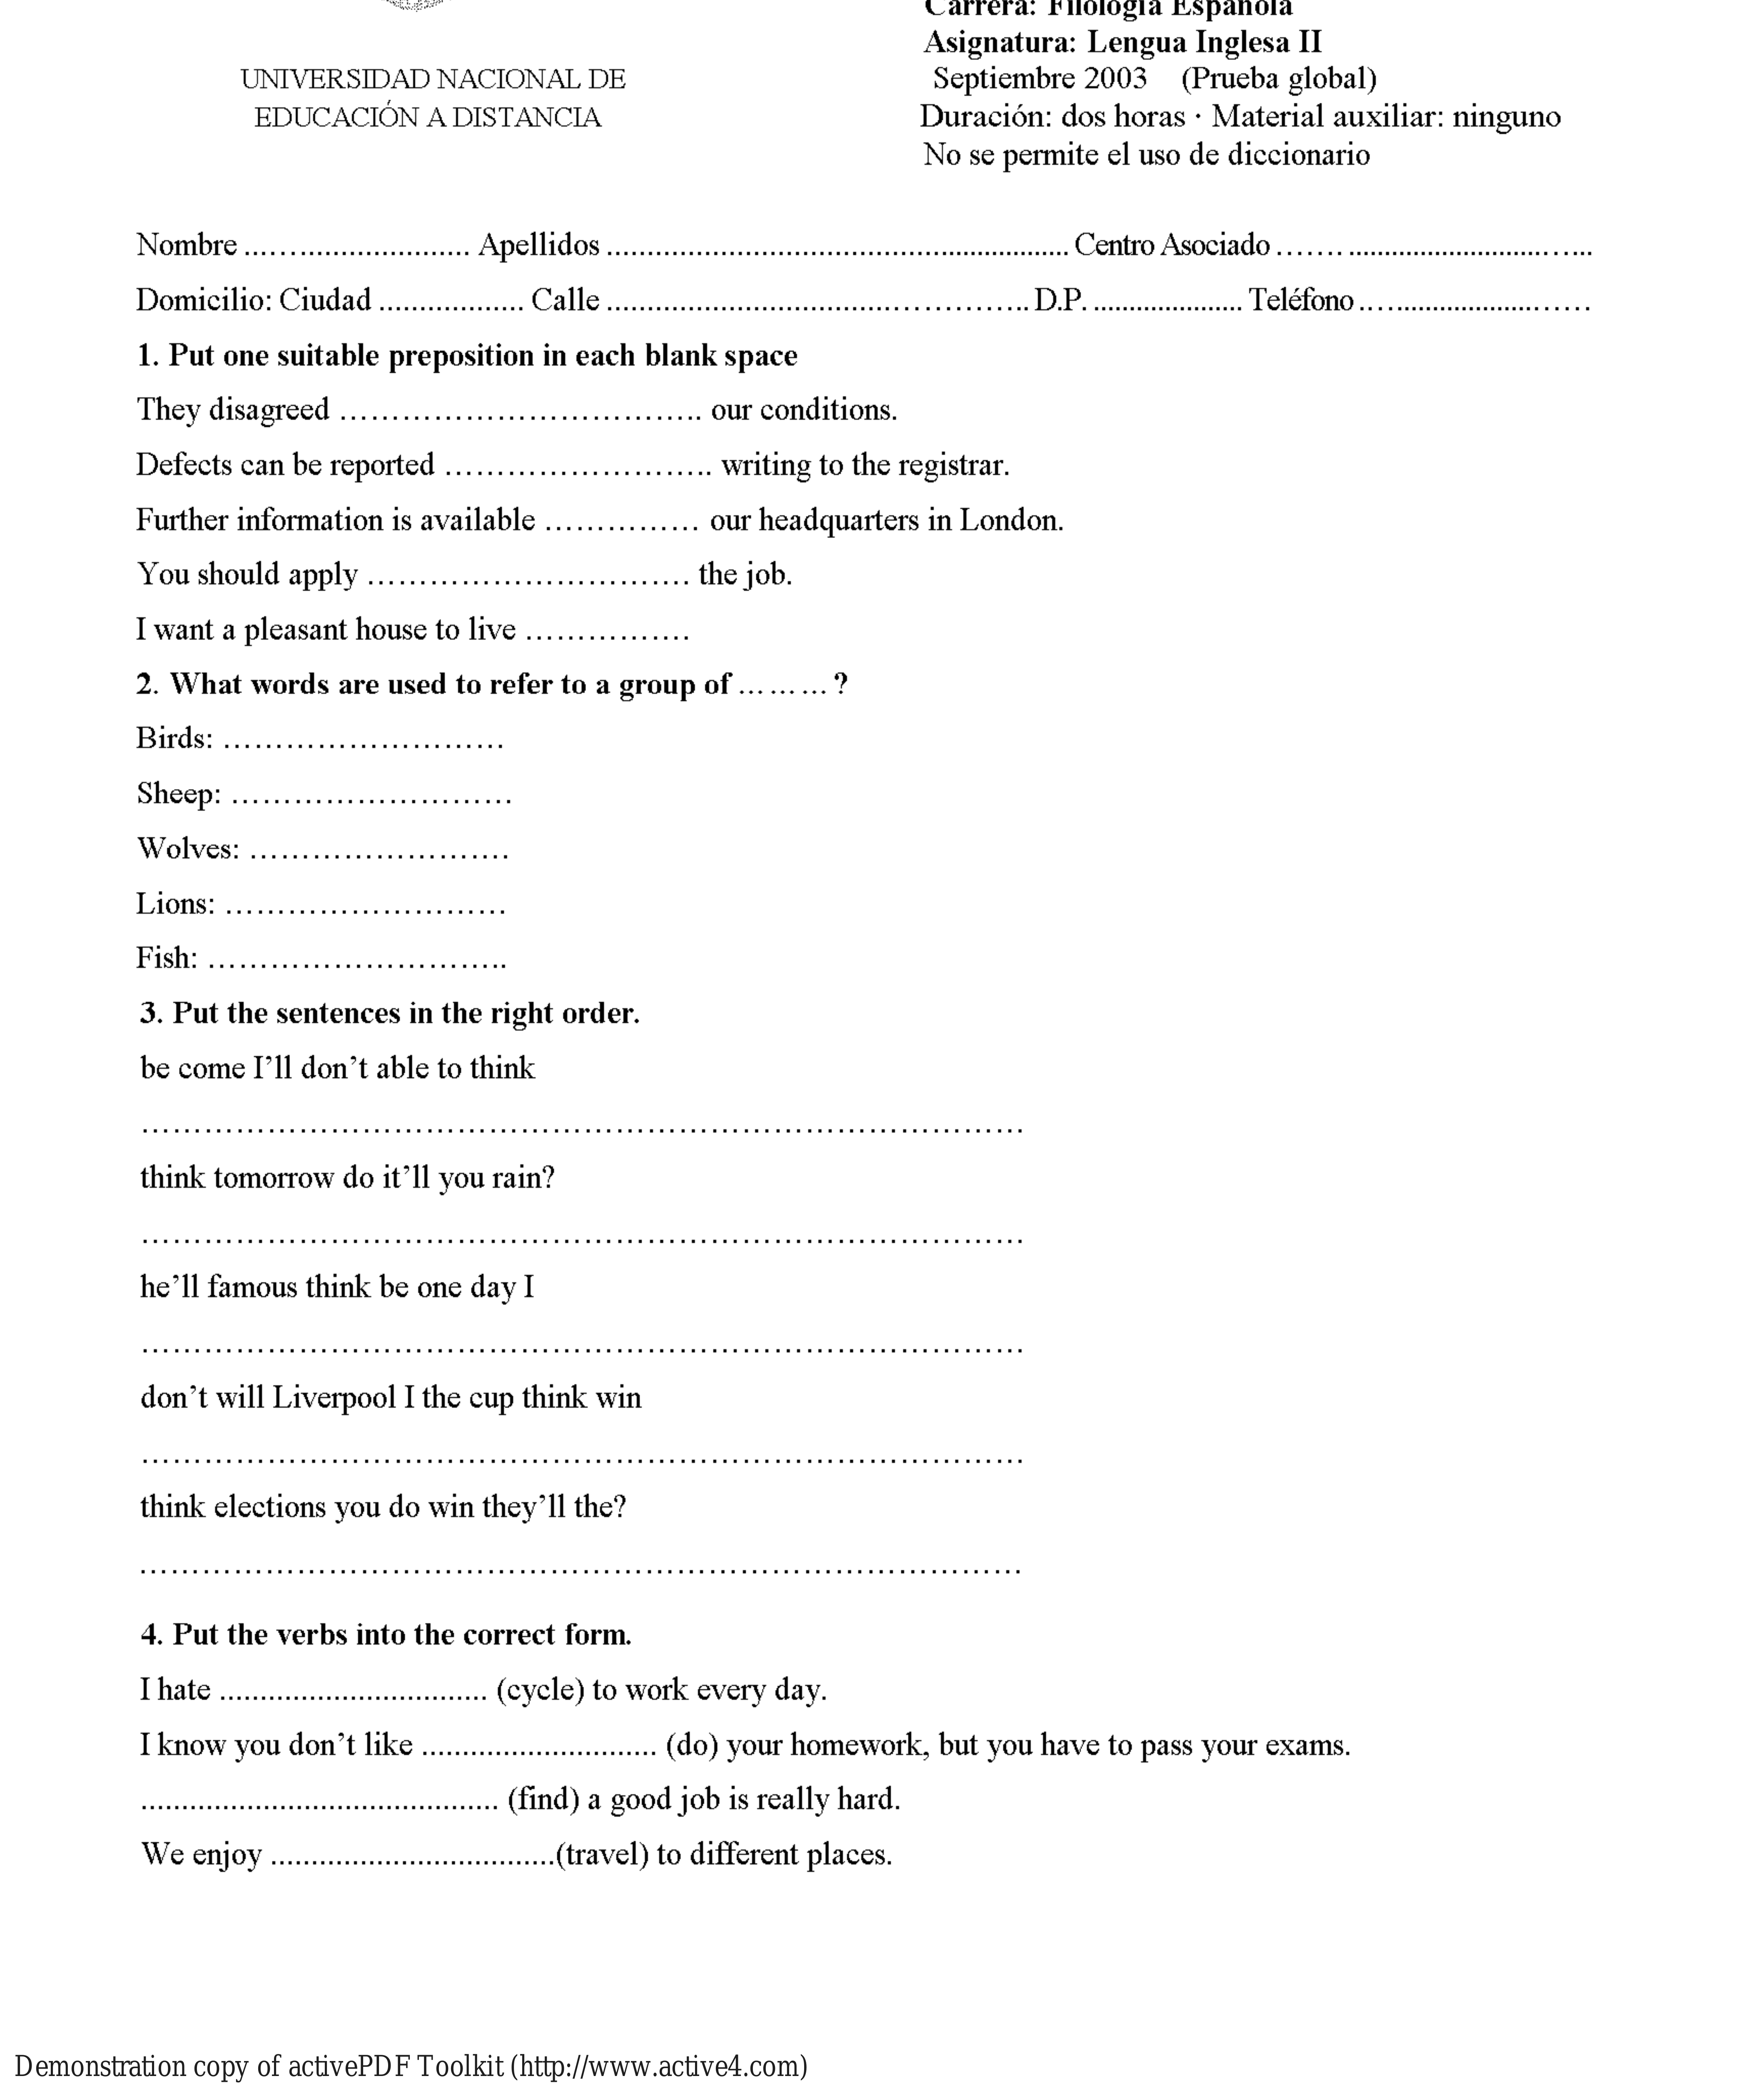 Carrera: Filología Española
Asignatura: Lengua Inglesa II
UNIVERSIDAD NACIONAL DE
EDUCACIÓN A DISTANCIA
Septiembre 2003 (Prueba global)
Duración: dos horas · Material auxiliar: ninguno
No se permite el uso de diccionario
Nombre ............................ Apellidos ......................................................... Centro Asociado .......................................
Domicilio: Ciudad .................. Calle .................................................... D.P. ................... Teléfono .............................
1. Put one suitable preposition in each blank space
They disagreed …………………………….. our conditions.
Defects can be reported …………………….. writing to the registrar.
Further information is available …………… our headquarters in London.
You should apply …………………………. the job.
I want a pleasant house to live …………….
2. What words are used to refer to a group of ………?
Birds: ………………………
Sheep: ………………………
Wolves: …………………….
Lions: ………………………
Fish: ………………………..
3. Put the sentences in the right order.
be come I’ll don’t able to think
…………………………………………………………………………
think tomorrow do it’ll you rain?
…………………………………………………………………………
he’ll famous think be one day I
…………………………………………………………………………
don’t will Liverpool I the cup think win
…………………………………………………………………………
think elections you do win they’ll the?
…………………………………………………………………………
4. Put the verbs into the correct form.
I hate ................................. (cycle) to work every day.
I know you don’t like ............................. (do) your homework, but you have to pass your exams.
............................................ (find) a good job is really hard.
We enjoy ...................................(travel) to different places.
Demonstration copy of activePDF Toolkit (http://www.active4.com)